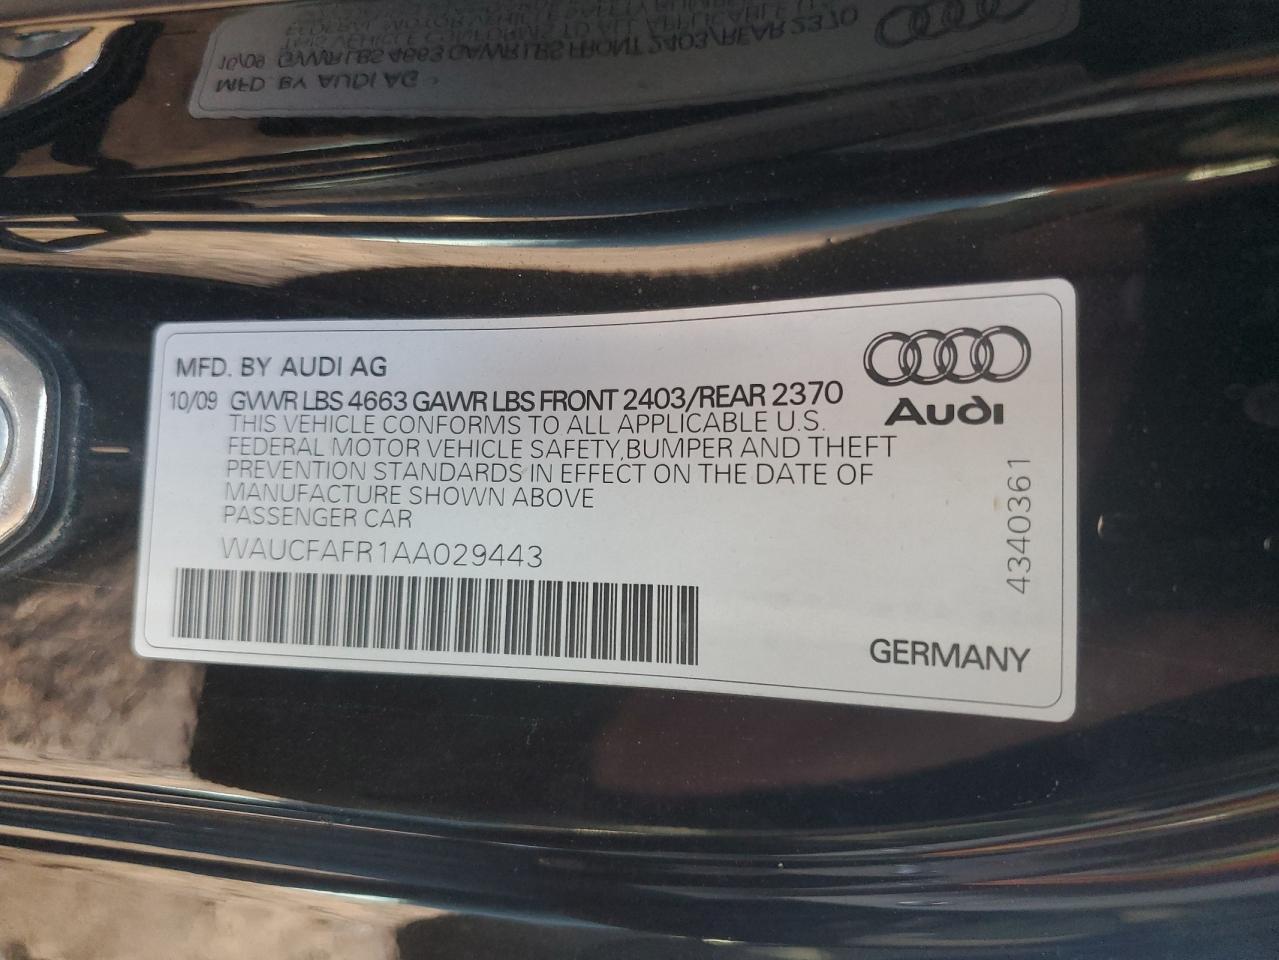 MFD. BY AUDI AG
10/09 GVWR LBS 4663 GAWR LBS FRONT 2403/REAR 2370
THIS VEHICLE CONFORMS TO ALL APPLICABLE U.S.
FEDERAL MOTOR VEHICLE SAFETY,BUMPER AND THEFT
PREVENTION STANDARDS IN EFFECT ON THE DATE OF
MANUFACTURE SHOWN ABOVE
PASSENGER CAR
WAUCFAFR1AA029443
Audi
4340361
GERMANY